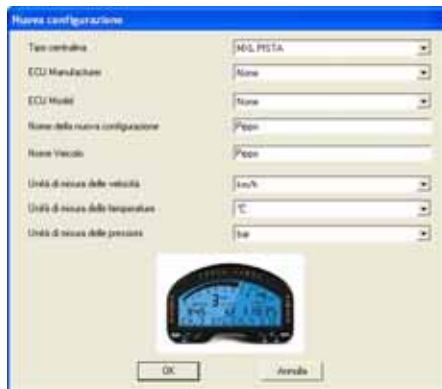 Nuova configurazione
Tipo centralina MXL PISTA
ECU Manufacturer None
ECU Model None
Nome della nuova configurazione Pippo
Nome Veicolo Pippo
Unità di misura delle velocità km/h
Unità di misura delle temperature °C
Unità di misura delle pressioni bar
OK Annulla